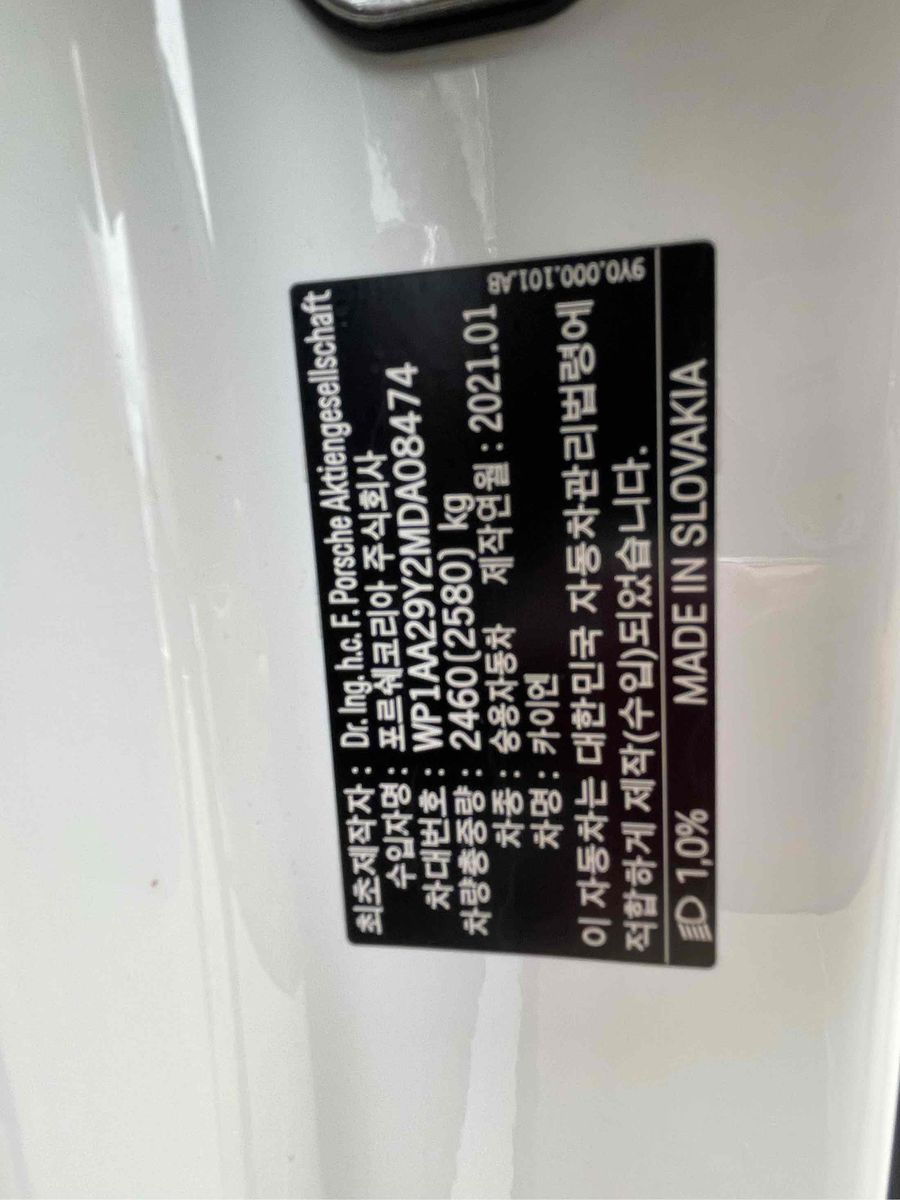 최초제작자 : Dr. Ing. h.c. F. Porsche Aktiengesellschaft
수입자명 : 포르쉐코리아 주식회사
차대번호 : WP1AA29Y2MDA08474
차량총중량 : 2460(2580) kg
차종 : 승용자동차 제작연월 : 2021.01
차명 : 카이엔
이 자동차는 대한민국 자동차관리법령에
적합하게 제작(수입)되었습니다.
9Y0.000.101.AB
1,0% MADE IN SLOVAKIA